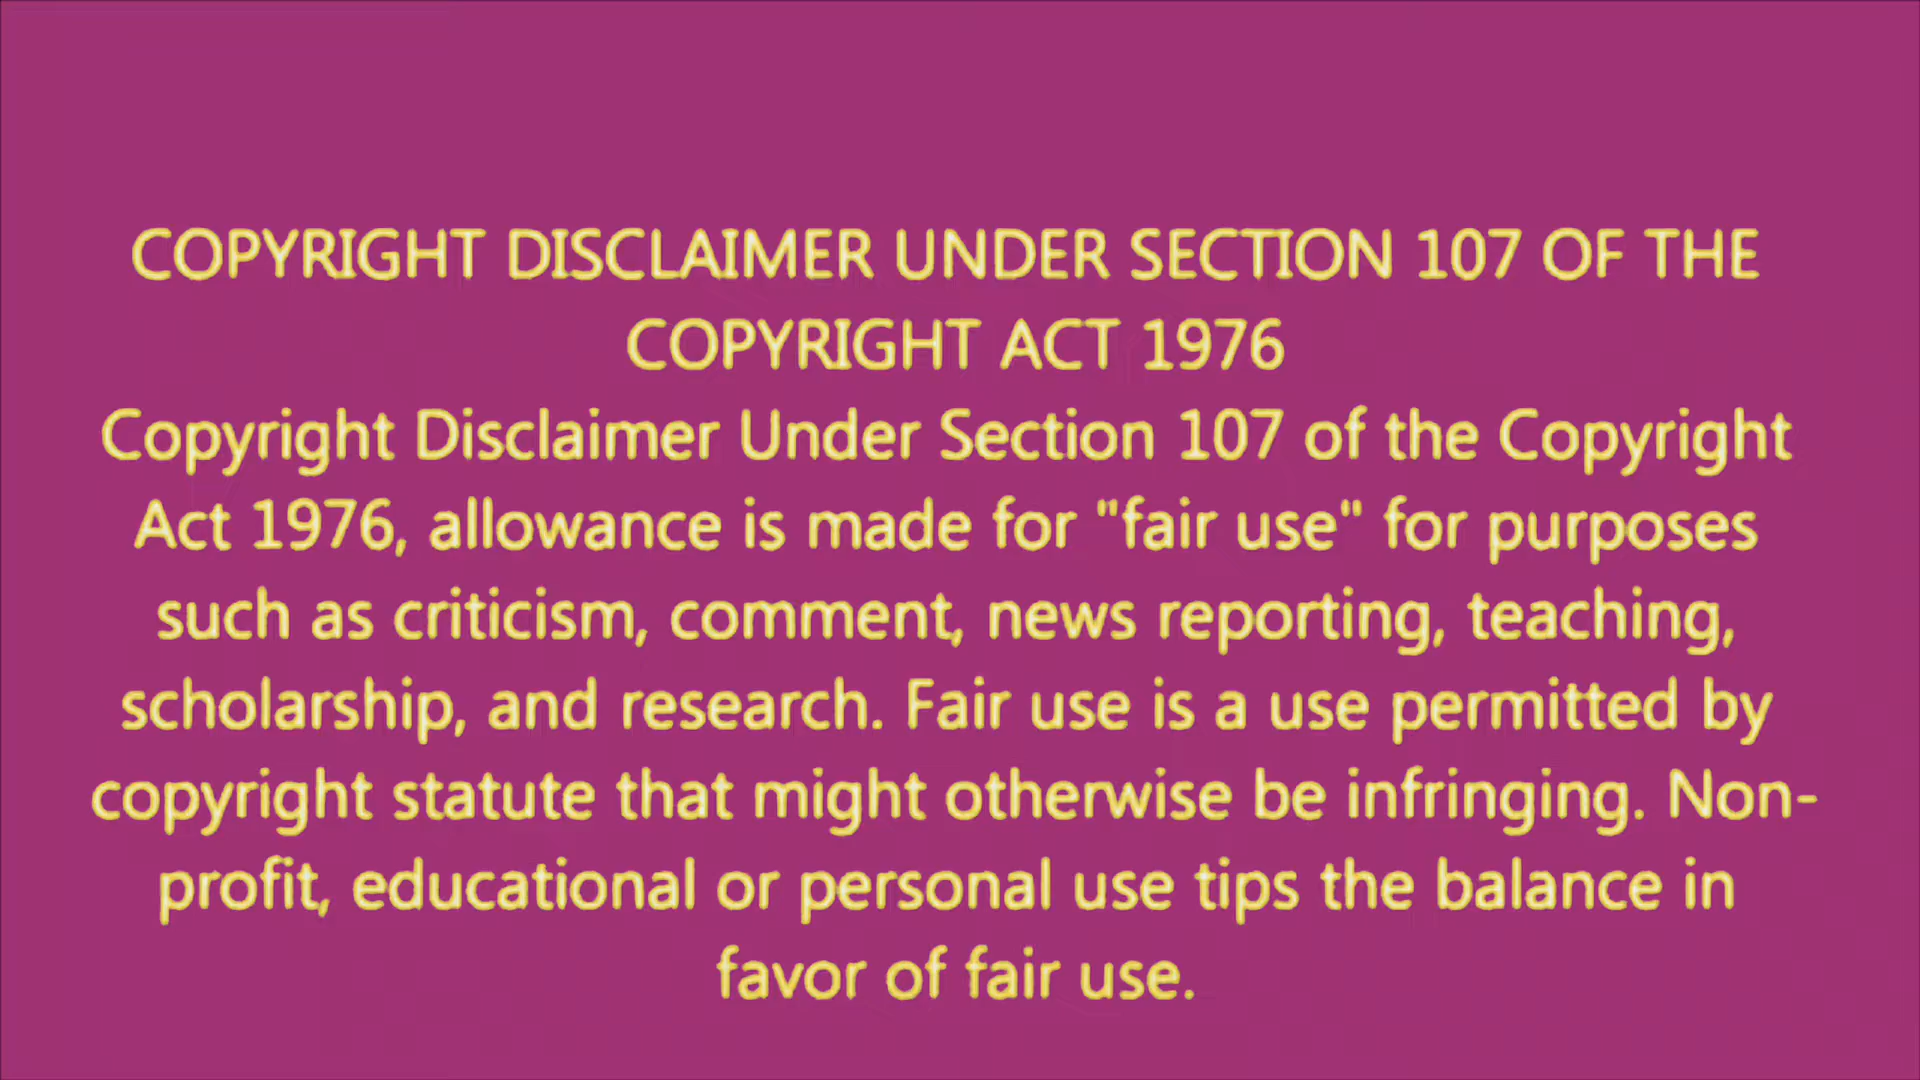 COPYRIGHT DISCLAIMER UNDER SECTION 107 OF THE
COPYRIGHT ACT 1976
Copyright Disclaimer Under Section 107 of the Copyright
Act 1976, allowance is made for "fair use" for purposes
such as criticism, comment, news reporting, teaching,
scholarship, and research. Fair use is a use permitted by
copyright statute that might otherwise be infringing. Non-
profit, educational or personal use tips the balance in
favor of fair use.